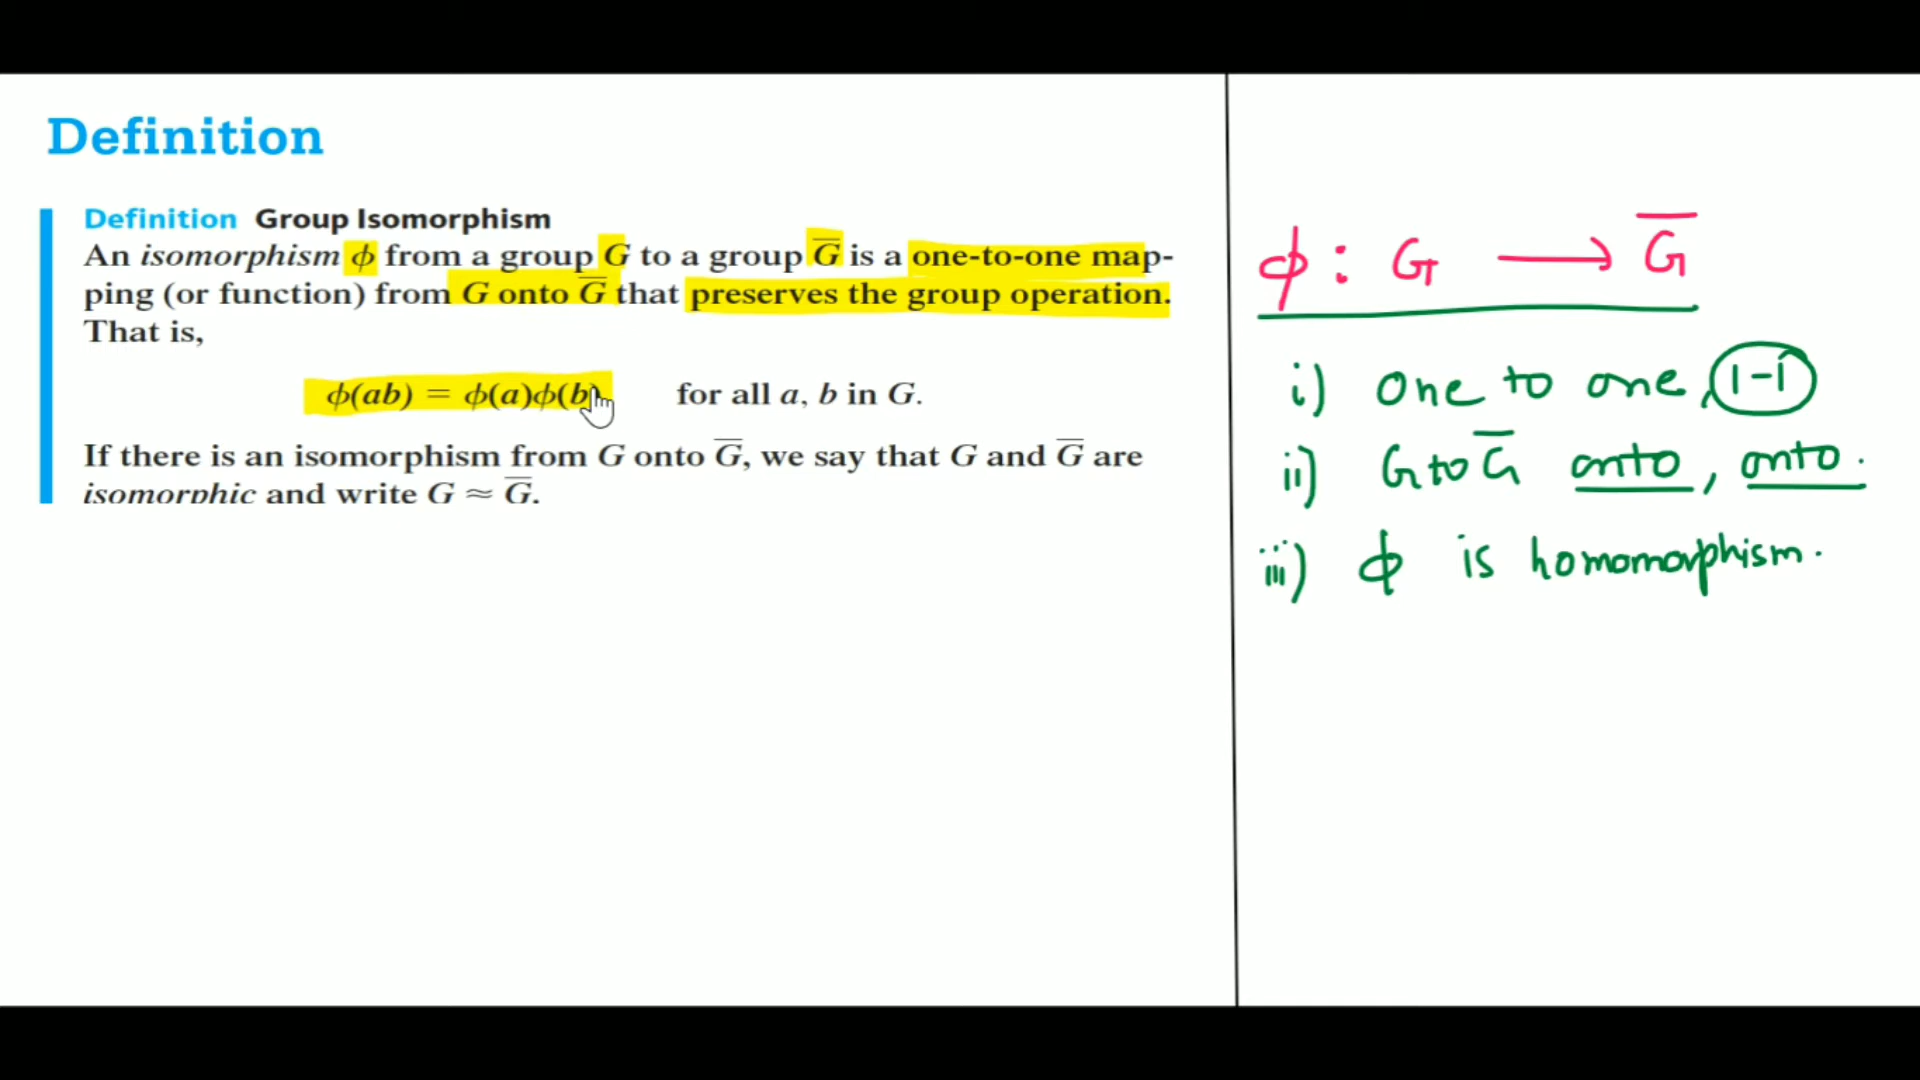 Definition
Definition Group Isomorphism
An isomorphism ϕ from a group G to a group G̅ is a one-to-one map-
ping (or function) from G onto G̅ that preserves the group operation.
That is,
ϕ(ab) = ϕ(a)ϕ(b) for all a, b in G.
If there is an isomorphism from G onto G̅, we say that G and G̅ are
isomorphic and write G ≈ G̅.
ϕ : G ⟶ G̅
i) one to one, 1-1
ii) G to G̅ onto, onto.
iii) ϕ is homomorphism.